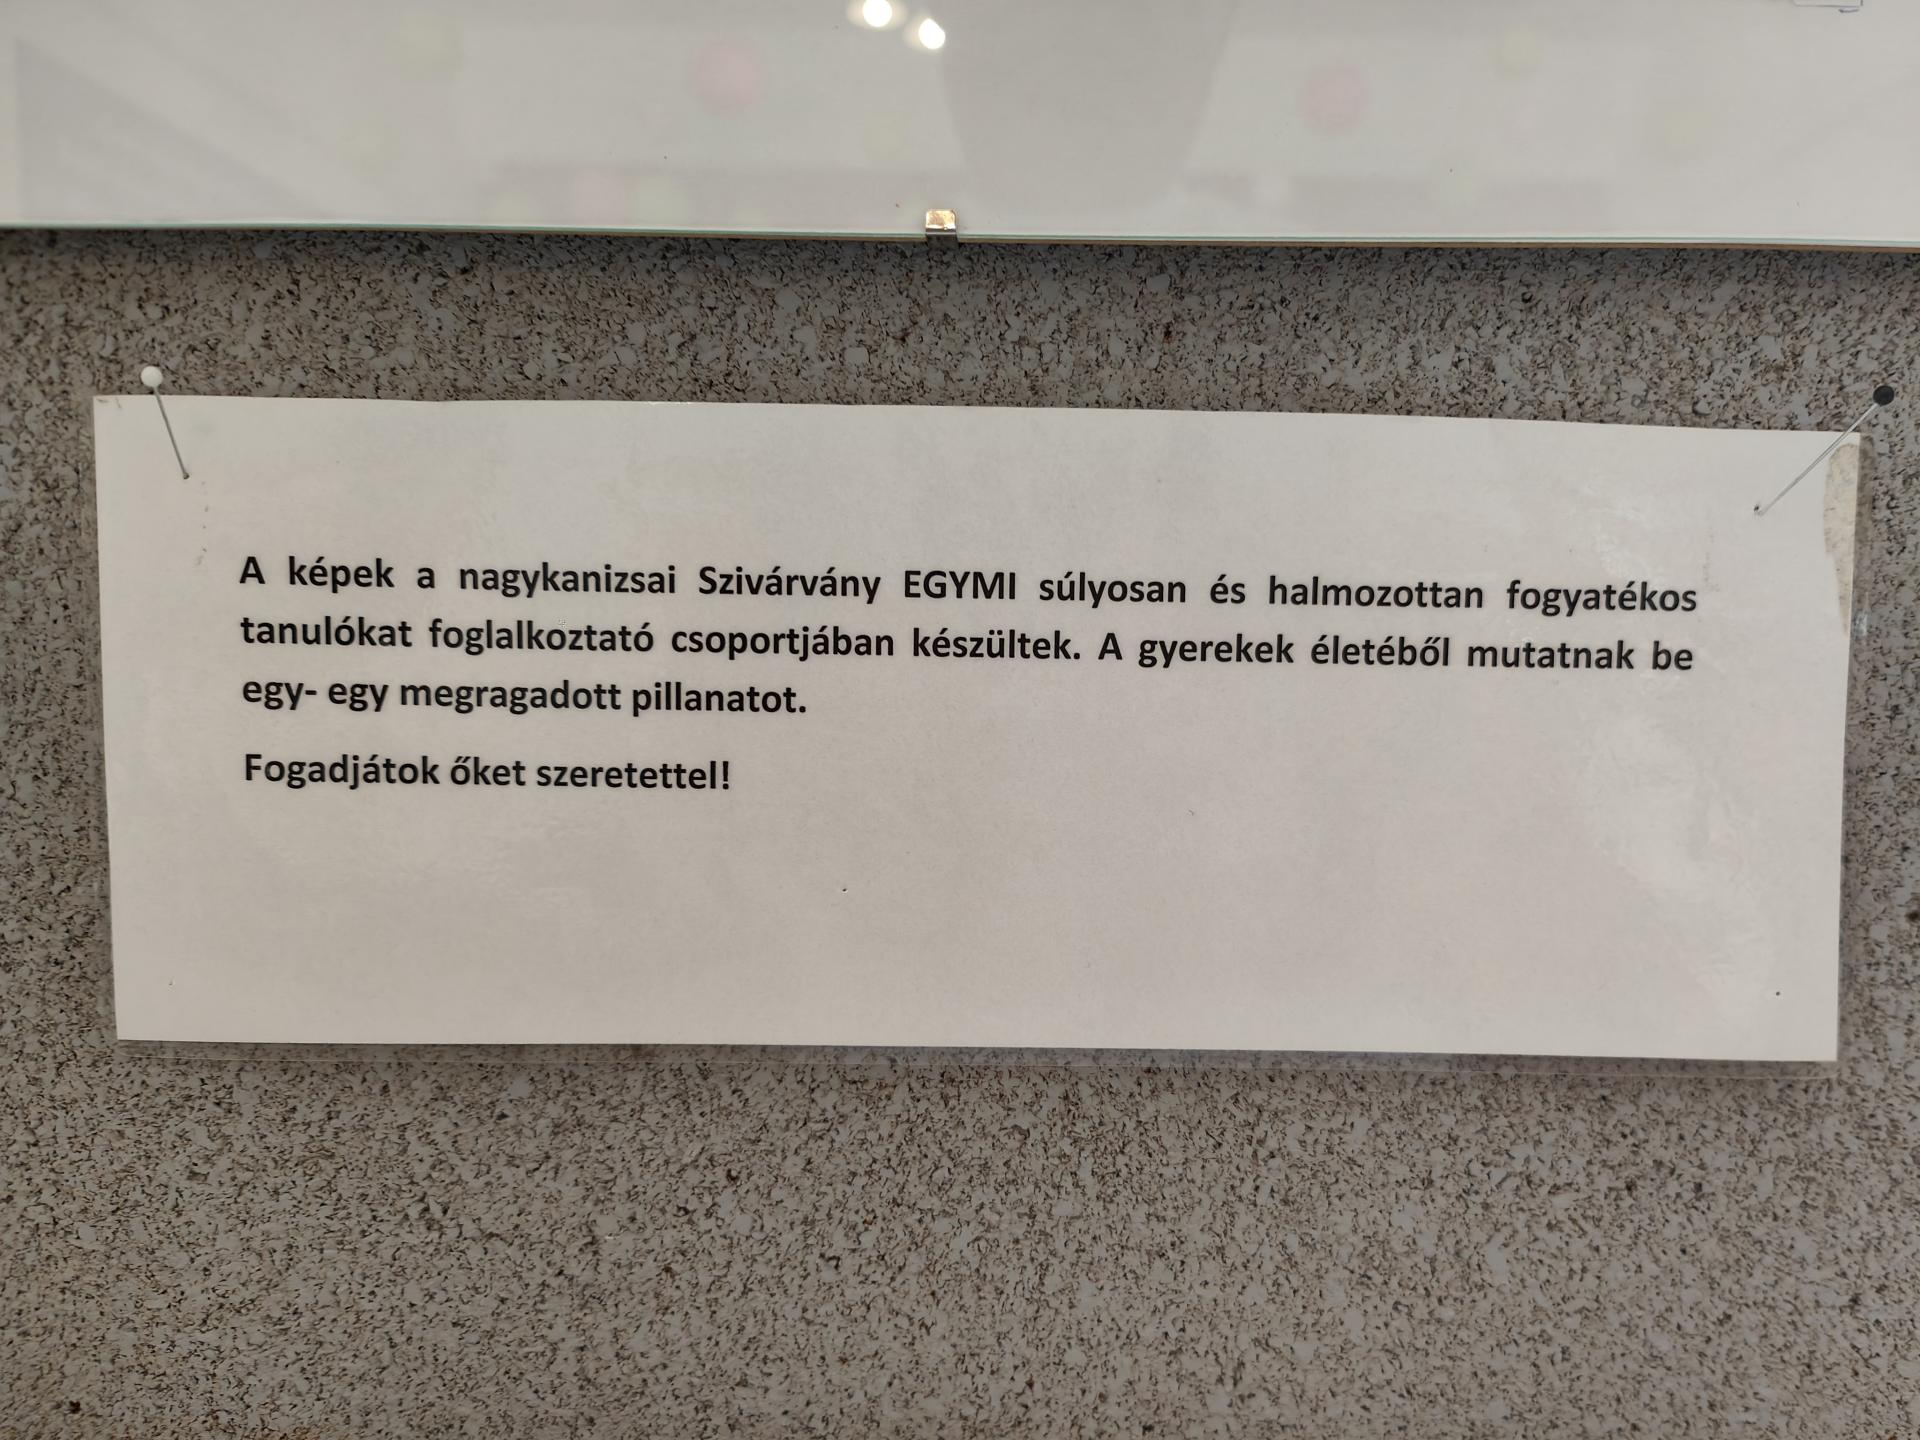 A képek a nagykanizsai Szivárvány EGYMI súlyosan és halmozottan fogyatékos
tanulókat foglalkoztató csoportjában készültek. A gyerekek életéből mutatnak be
egy- egy megragadott pillanatot.
Fogadjátok őket szeretettel!